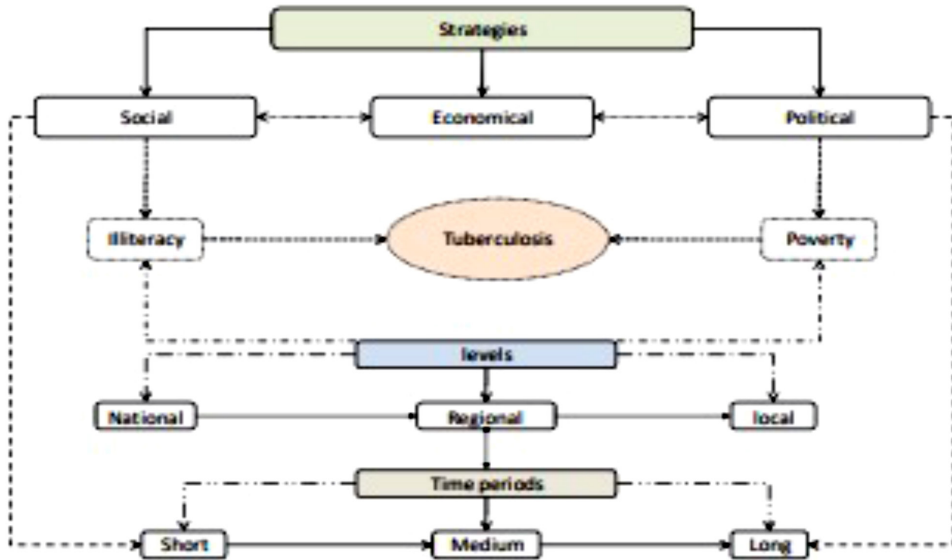 Strategies
Social
Economical
Political
Illiteracy
Tuberculosis
Poverty
levels
National
Regional
local
Time periods
Short
Medium
Long